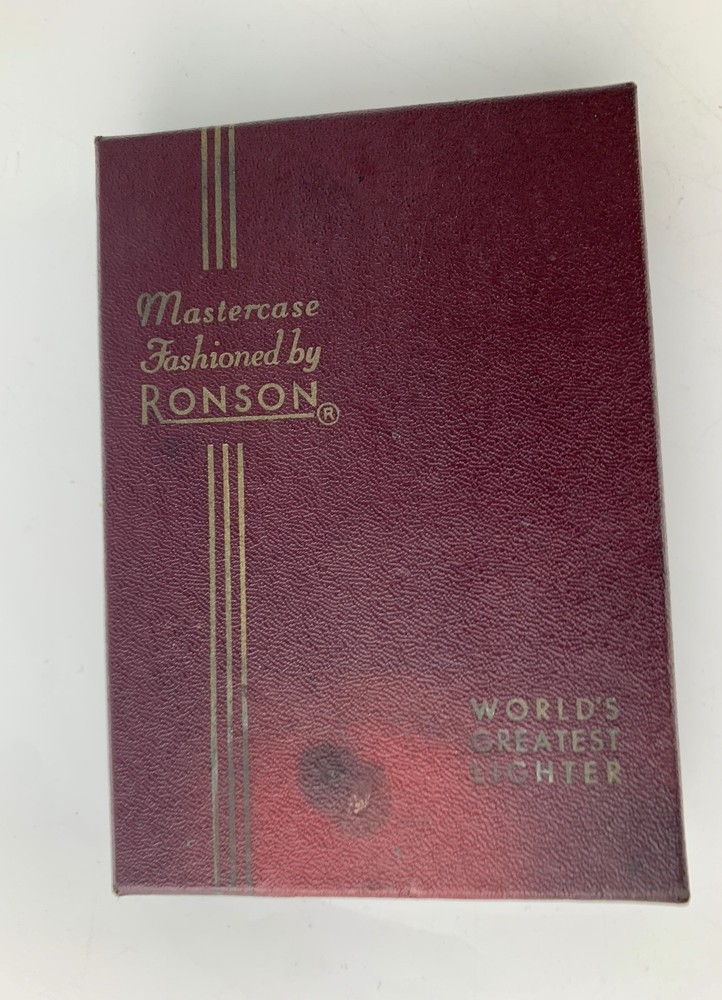 Mastercase
Fashioned by
RONSON®
WORLD'S
GREATEST
LIGHTER